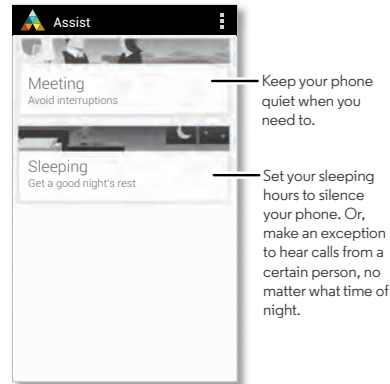 Assist
Meeting
Avoid interruptions
Sleeping
Get a good night's rest
Keep your phone
quiet when you
need to.
Set your sleeping
hours to silence
your phone. Or,
make an exception
to hear calls from a
certain person, no
matter what time of
night.